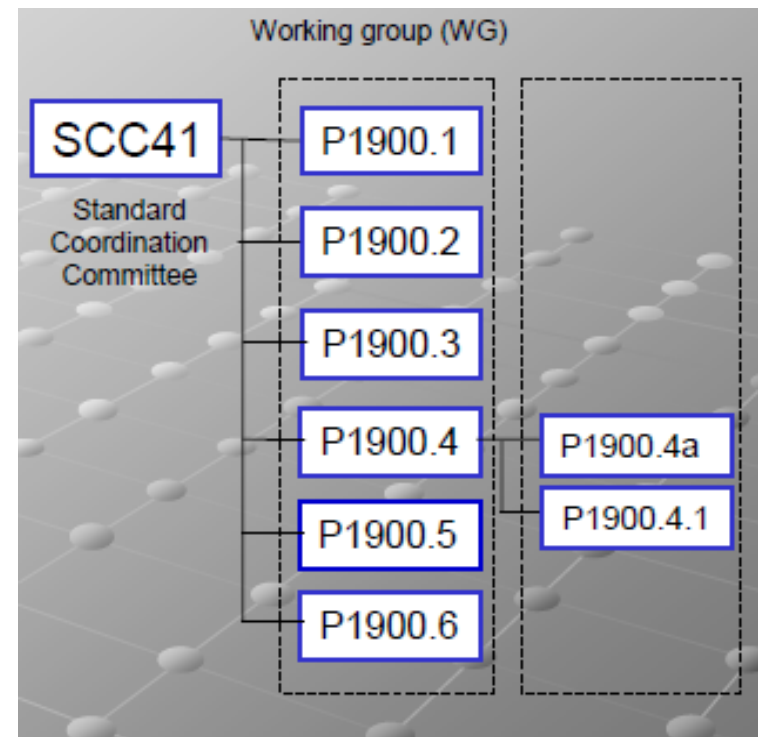 Working group (WG)
SCC41
Standard
Coordination
Committee
P1900.1
P1900.2
P1900.3
P1900.4
P1900.5
P1900.6
P1900.4a
P1900.4.1